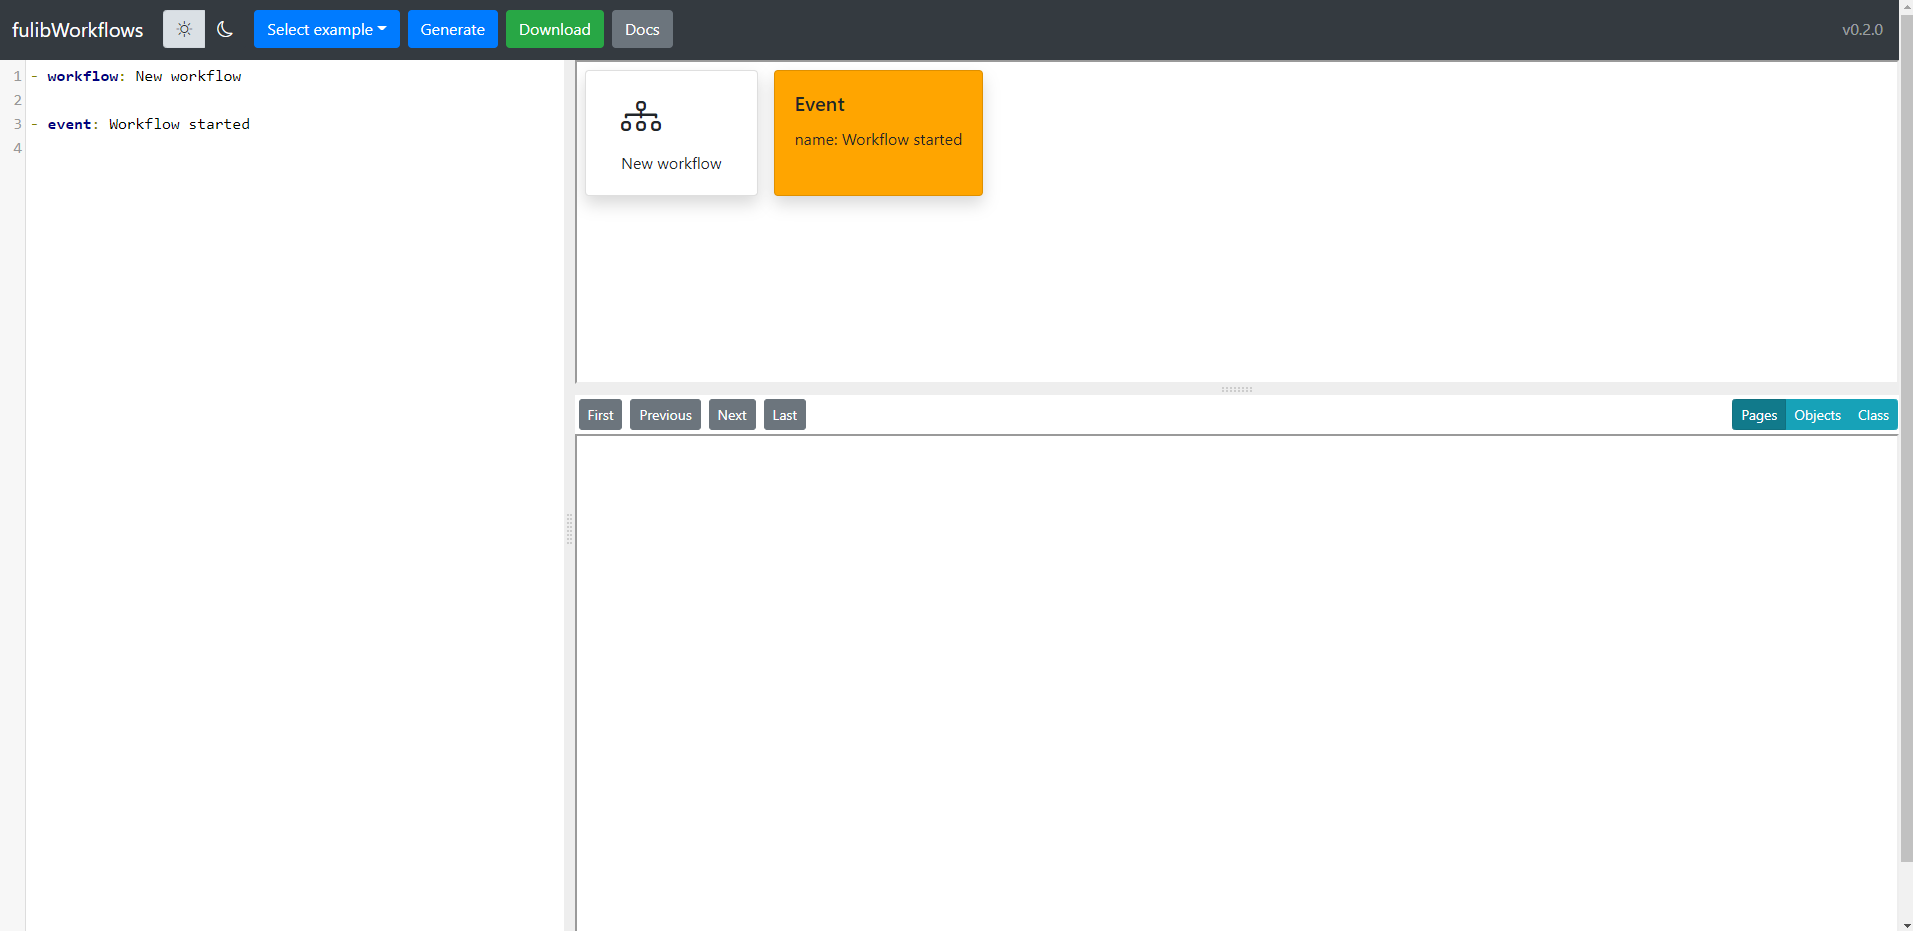 fulibWorkflows Select example Generate Download Docs v0.2.0
1 - workflow: New workflow
2
3 - event: Workflow started
4
New workflow
Event
name: Workflow started
First Previous Next Last Pages Objects Class